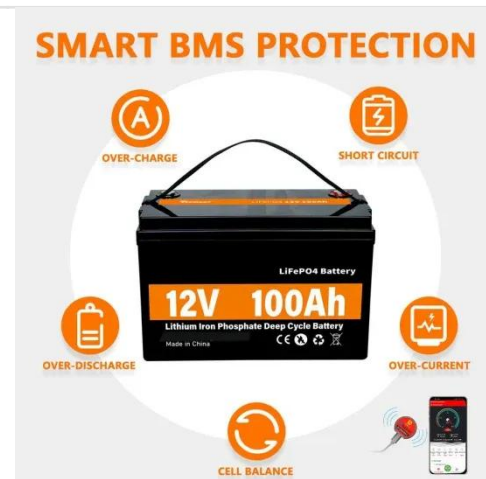 SMART BMS PROTECTION
OVER-CHARGE
SHORT CIRCUIT
LiFePO4 Battery
12V 100Ah
Lithium Iron Phosphate Deep Cycle Battery
Made in China
CE
OVER-DISCHARGE
OVER-CURRENT
CELL BALANCE